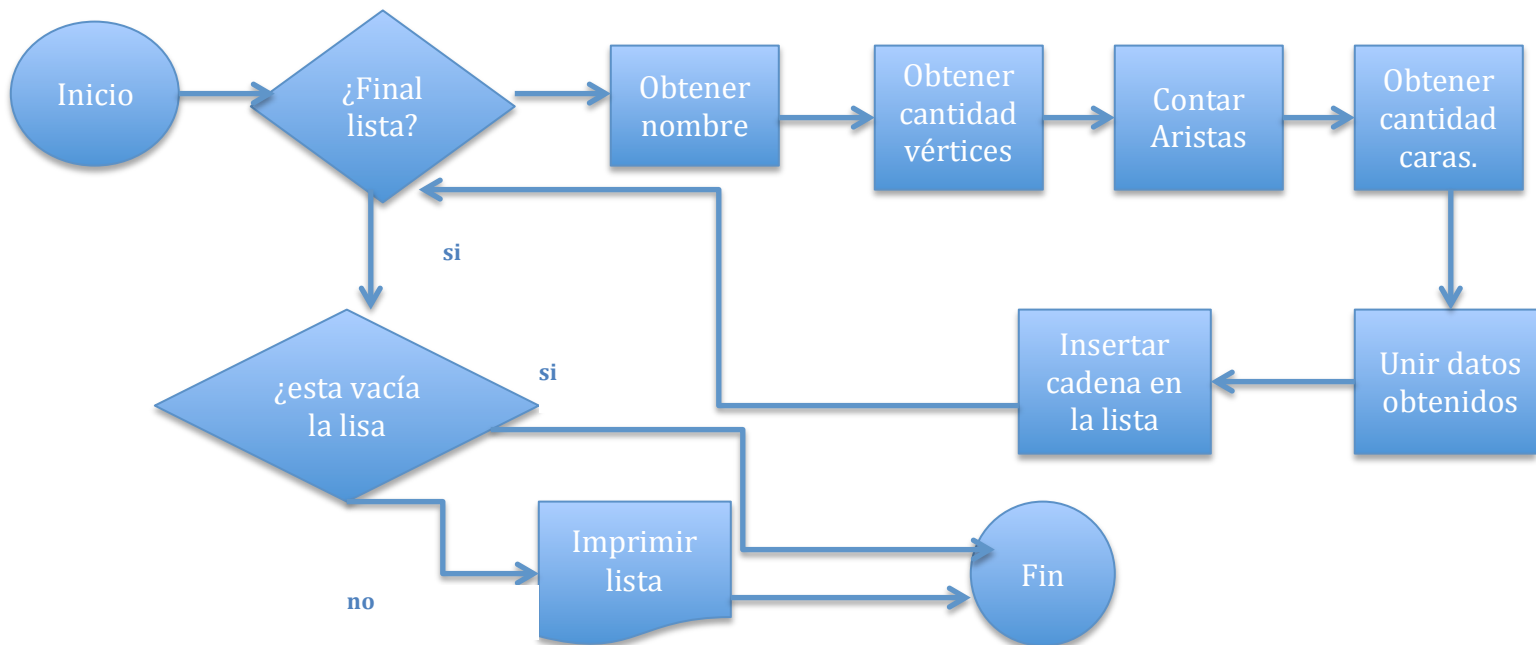 Inicio
¿Final
lista?
Obtener
nombre
Obtener
cantidad
vértices
Contar
Aristas
Obtener
cantidad
caras.
si
¿esta vacía
la lisa
si
Insertar
cadena en
la lista
Unir datos
obtenidos
no
Imprimir
lista
Fin